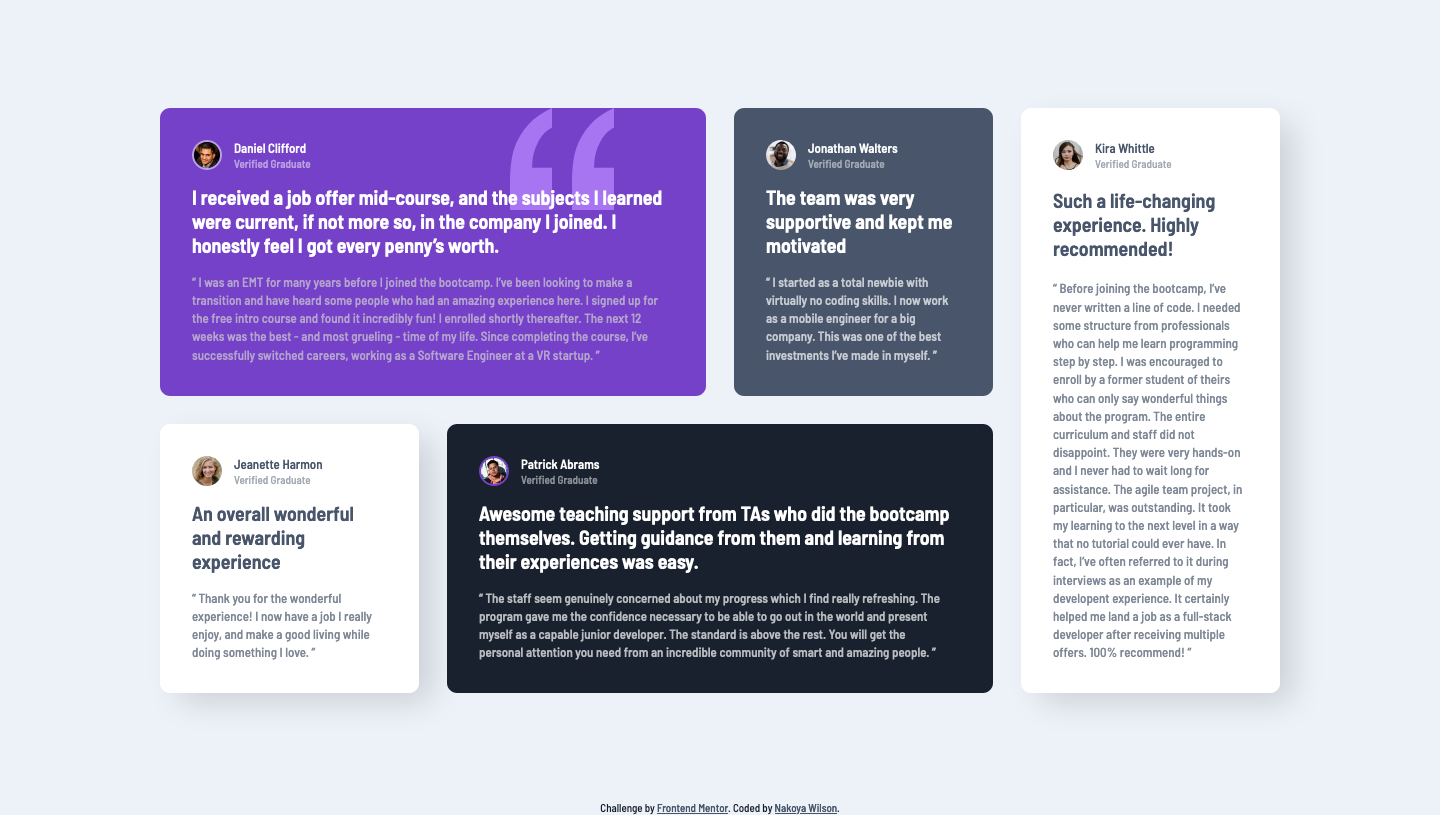 Daniel Clifford
Verified Graduate
I received a job offer mid-course, and the subjects I learned
were current, if not more so, in the company I joined. I
honestly feel I got every penny’s worth.
“ I was an EMT for many years before I joined the bootcamp. I’ve been looking to make a
transition and have heard some people who had an amazing experience here. I signed up for
the free intro course and found it incredibly fun! I enrolled shortly thereafter. The next 12
weeks was the best - and most grueling - time of my life. Since completing the course, I’ve
successfully switched careers, working as a Software Engineer at a VR startup. ”
Jonathan Walters
Verified Graduate
The team was very
supportive and kept me
motivated
“ I started as a total newbie with
virtually no coding skills. I now work
as a mobile engineer for a big
company. This was one of the best
investments I’ve made in myself. ”
Kira Whittle
Verified Graduate
Such a life-changing
experience. Highly
recommended!
“ Before joining the bootcamp, I’ve
never written a line of code. I needed
some structure from professionals
who can help me learn programming
step by step. I was encouraged to
enroll by a former student of theirs
who can only say wonderful things
about the program. The entire
curriculum and staff did not
disappoint. They were very hands-on
and I never had to wait long for
assistance. The agile team project, in
particular, was outstanding. It took
my learning to the next level in a way
that no tutorial could ever have. In
fact, I’ve often referred to it during
interviews as an example of my
developent experience. It certainly
helped me land a job as a full-stack
developer after receiving multiple
offers. 100% recommend! ”
Jeanette Harmon
Verified Graduate
An overall wonderful
and rewarding
experience
“ Thank you for the wonderful
experience! I now have a job I really
enjoy, and make a good living while
doing something I love. ”
Patrick Abrams
Verified Graduate
Awesome teaching support from TAs who did the bootcamp
themselves. Getting guidance from them and learning from
their experiences was easy.
“ The staff seem genuinely concerned about my progress which I find really refreshing. The
program gave me the confidence necessary to be able to go out in the world and present
myself as a capable junior developer. The standard is above the rest. You will get the
personal attention you need from an incredible community of smart and amazing people. ”
Challenge by Frontend Mentor. Coded by Nakoya Wilson.